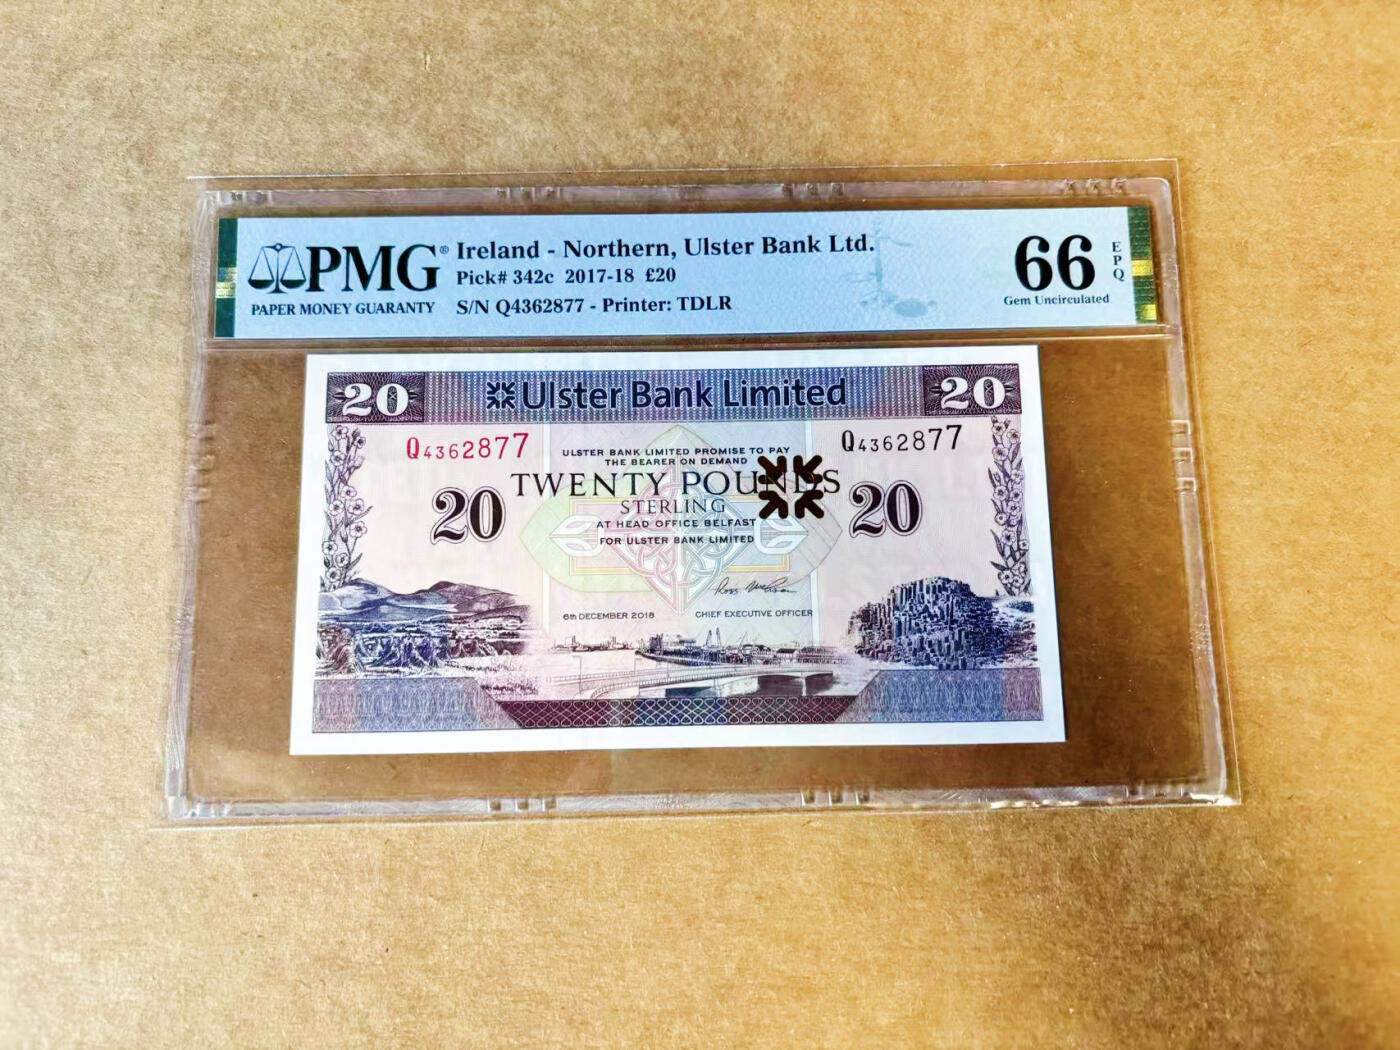 PMG®
PAPER MONEY GUARANTY
Ireland - Northern, Ulster Bank Ltd.
Pick# 342c 2017-18 £20
S/N Q4362877 - Printer: TDLR
66
EPQ
Gem Uncirculated
20
Ulster Bank Limited
20
Q4362877
Q4362877
ULSTER BANK LIMITED PROMISE TO PAY
THE BEARER ON DEMAND
TWENTY POUNDS
STERLING
20
20
AT HEAD OFFICE BELFAST
FOR ULSTER BANK LIMITED
6th DECEMBER 2018
CHIEF EXECUTIVE OFFICER